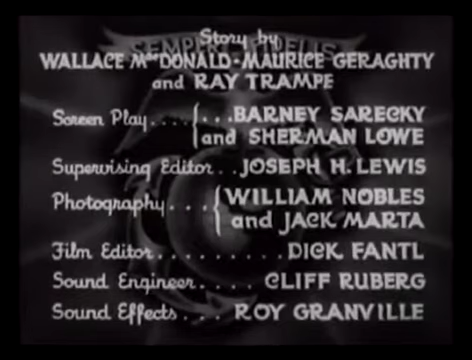 SEMPER FIDELIS
Story by
WALLACE MacDONALD - MAURICE GERAGHTY
and RAY TRAMPE
Screen Play....{...BARNEY SARECKY
and SHERMAN LOWE
Supervising Editor..JOSEPH H. LEWIS
Photography...{WILLIAM NOBLES
and JACK MARTA
Film Editor.........DICK FANTL
Sound Engineer....CLIFF RUBERG
Sound Effects...ROY GRANVILLE